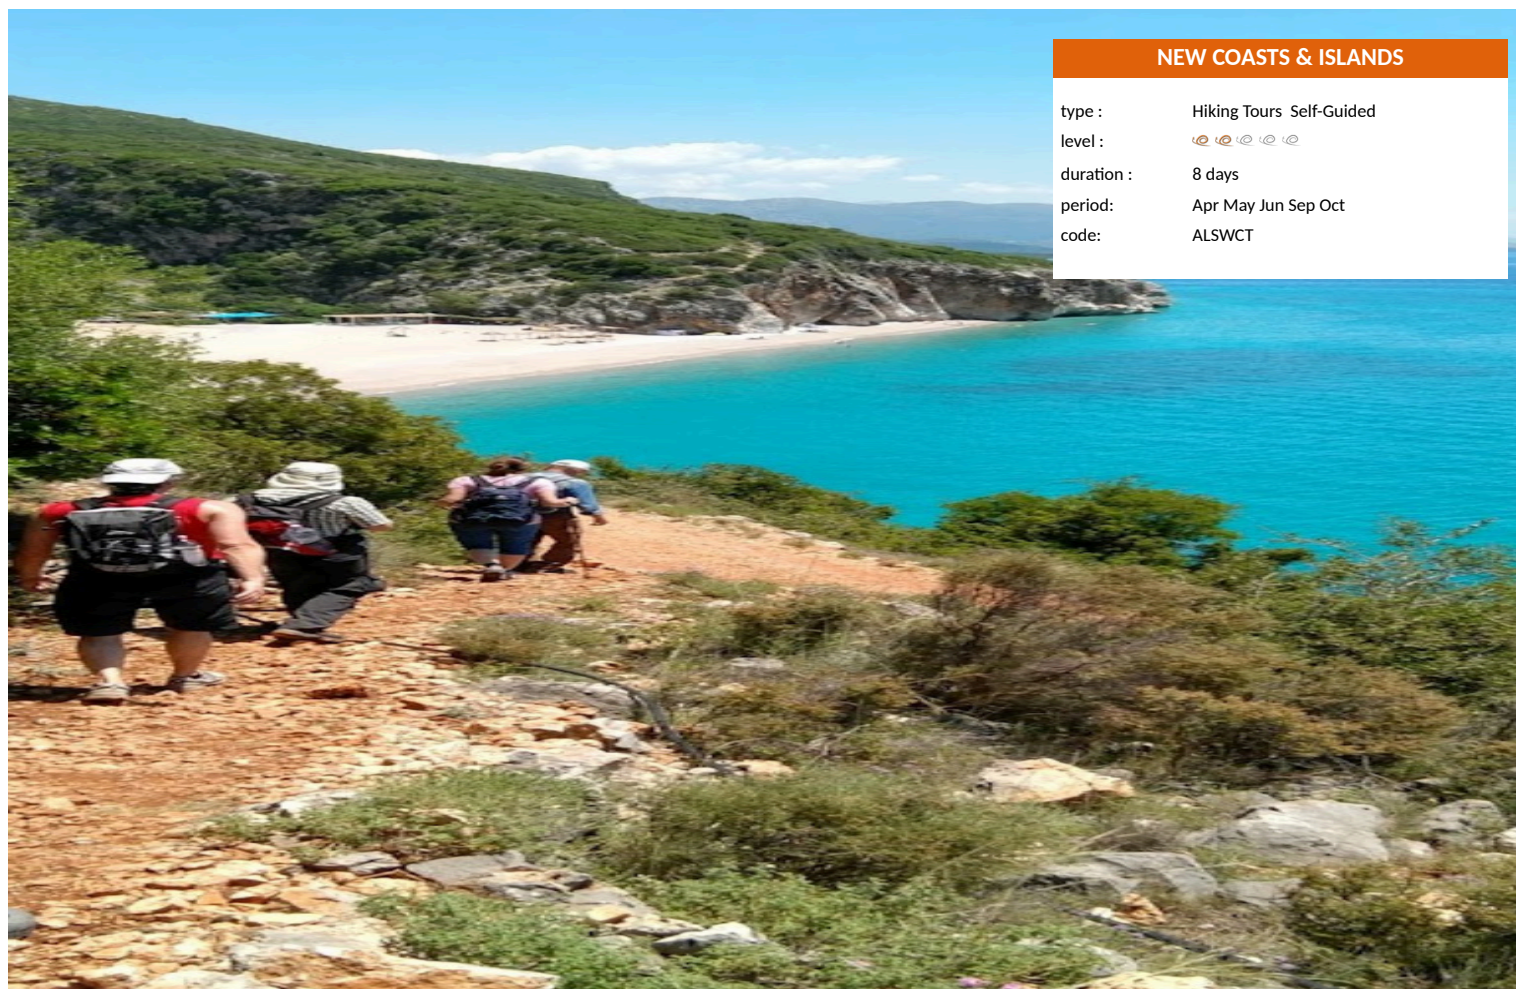 NEW COASTS & ISLANDS
type : Hiking Tours  Self-Guided
level :
duration : 8 days
period: Apr May Jun Sep Oct
code: ALSWCT